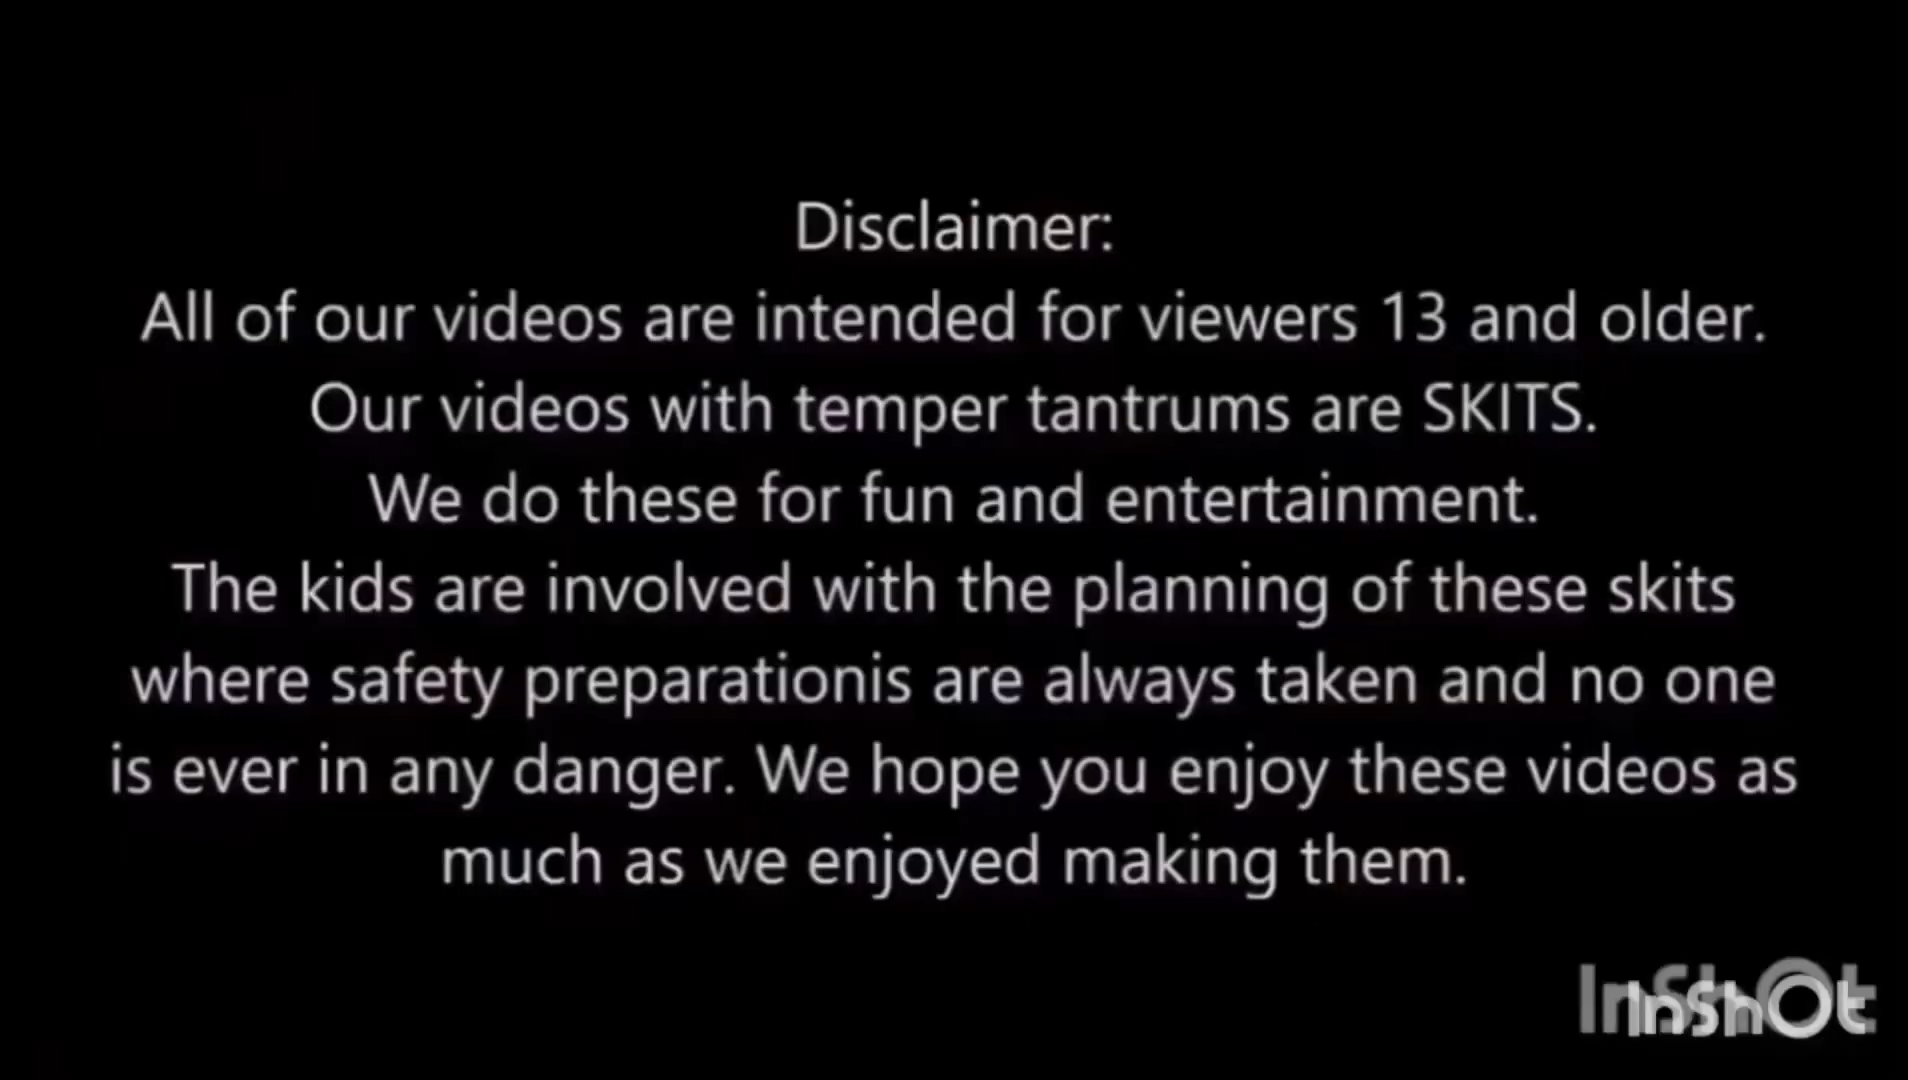 Disclaimer:
All of our videos are intended for viewers 13 and older.
Our videos with temper tantrums are SKITS.
We do these for fun and entertainment.
The kids are involved with the planning of these skits
where safety preparationis are always taken and no one
is ever in any danger. We hope you enjoy these videos as
much as we enjoyed making them.
InShOt
InShOt